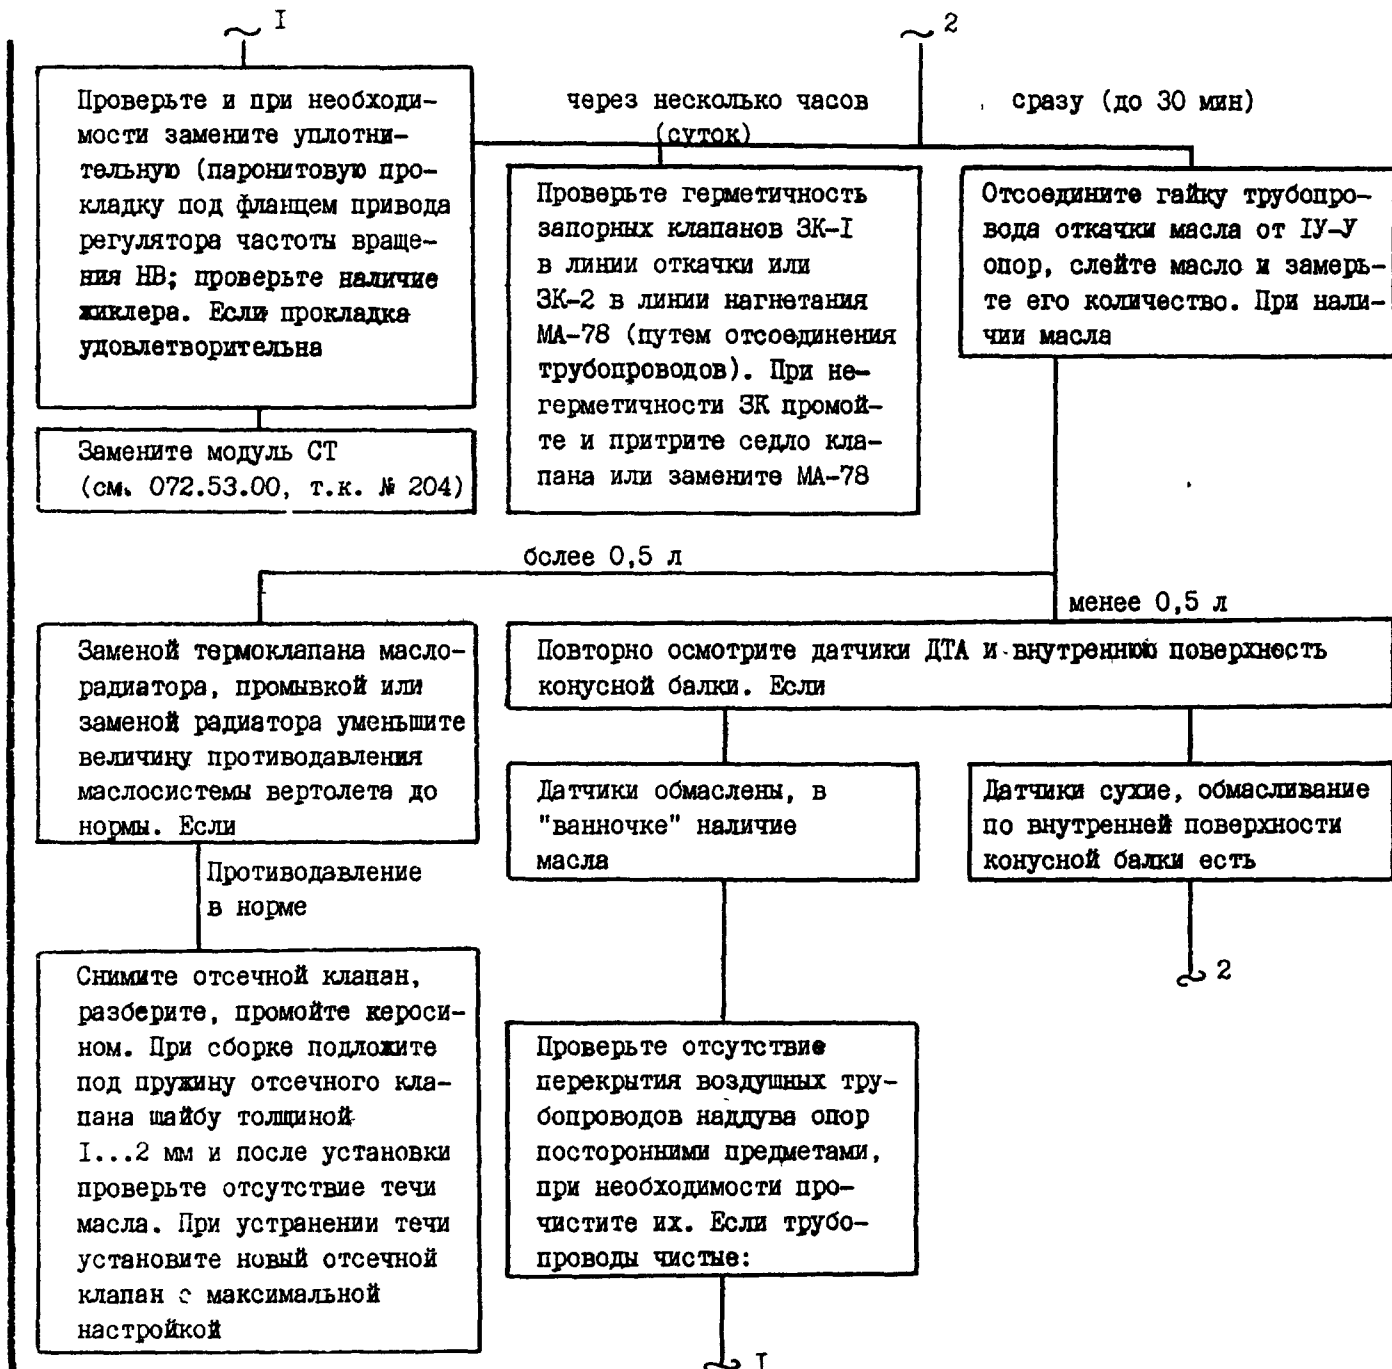 I
2
Проверьте и при необходи-
мости замените уплотни-
тельную (паронитовую про-
кладку под фланцем привода
регулятора частоты враще-
ния НВ; проверьте наличие
жиклера. Если прокладка
удовлетворительна
через несколько часов
(суток)
сразу (до 30 мин)
Проверьте герметичность
запорных клапанов ЗК-I
в линии откачки или
ЗК-2 в линии нагнетания
МА-78 (путем отсоединения
трубопроводов). При не-
герметичности ЗК промой-
те и притрите седло кла-
пана или замените МА-78
Отсоедините гайку трубопро-
вода откачки масла от IУ-У
опор, слейте масло и замерь-
те его количество. При нали-
чии масла
Замените модуль СТ
(см. 072.53.00, т.к. № 204)
более 0,5 л
менее 0,5 л
Заменой термоклапана масло-
радиатора, промывкой или
заменой радиатора уменьшите
величину противодавления
маслосистемы вертолета до
нормы. Если
Повторно осмотрите датчики ДТА и внутреннюю поверхность
конусной балки. Если
Датчики обмаслены, в
"ванночке" наличие
масла
Датчики сухие, обмасливание
по внутренней поверхности
конусной балки есть
Противодавление
в норме
2
Снимите отсечной клапан,
разберите, промойте кероси-
ном. При сборке подложите
под пружину отсечного кла-
пана шайбу толщиной
I...2 мм и после установки
проверьте отсутствие течи
масла. При устранении течи
установите новый отсечной
клапан с максимальной
настройкой
Проверьте отсутствие
перекрытия воздушных тру-
бопроводов наддува опор
посторонними предметами,
при необходимости про-
чистите их. Если трубо-
проводы чистые:
I